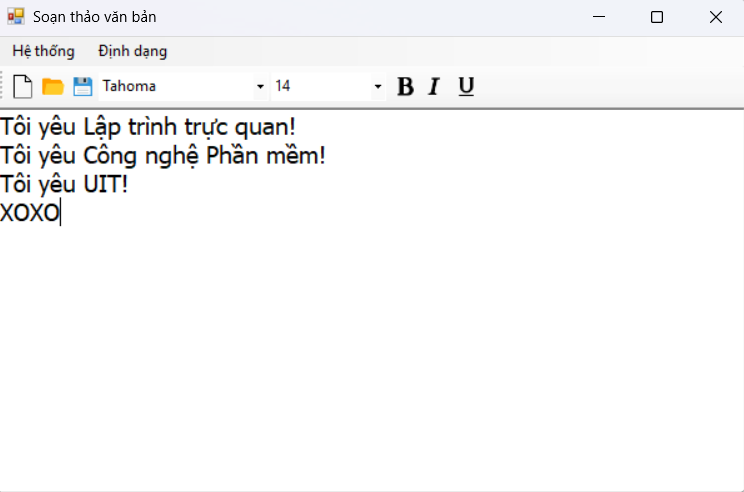 Soạn thảo văn bản
Hệ thống Định dạng
Tahoma 14 B I U
Tôi yêu Lập trình trực quan!
Tôi yêu Công nghệ Phần mềm!
Tôi yêu UIT!
XOXO